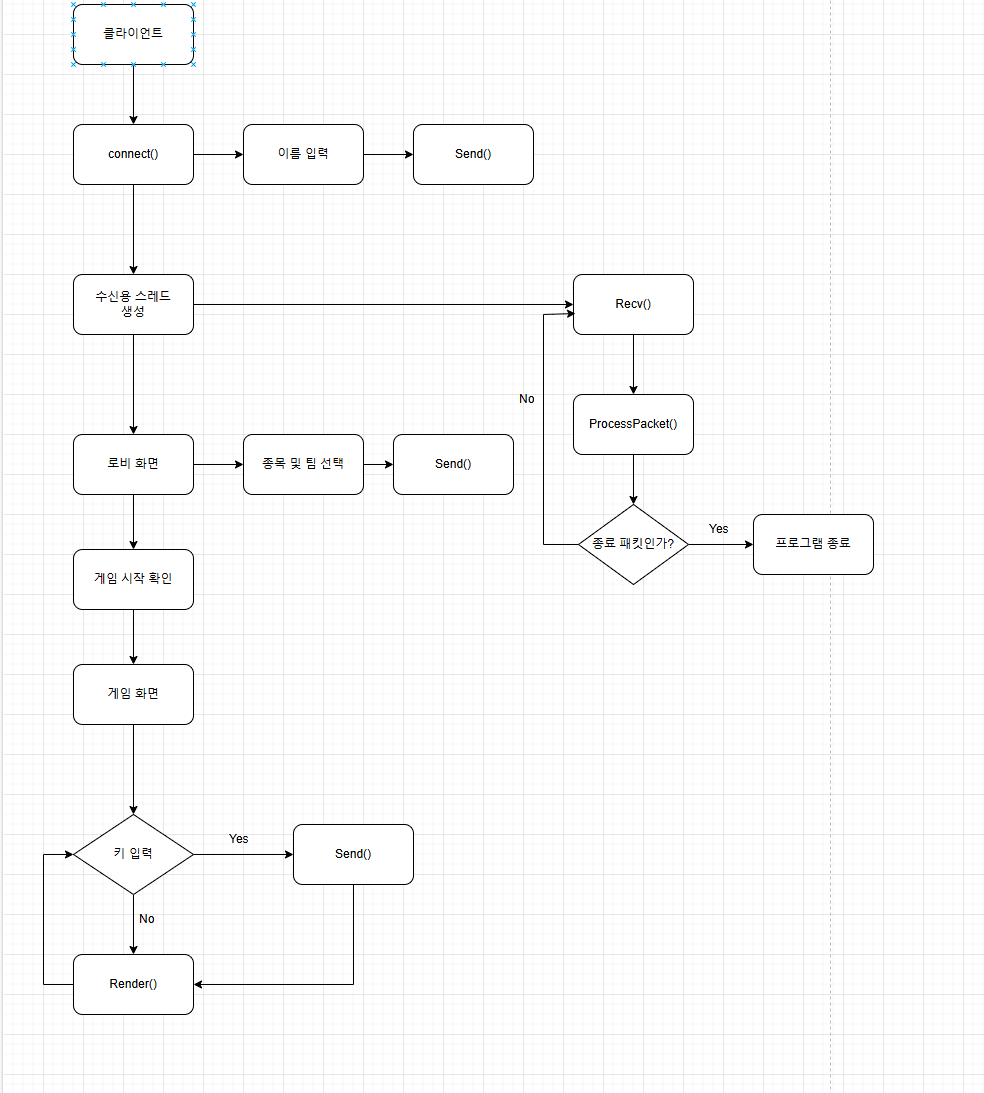 클라이언트
connect()
이름 입력
Send()
수신용 스레드
생성
Recv()
No
ProcessPacket()
로비 화면
종목 및 팀 선택
Send()
종료 패킷인가?
Yes
프로그램 종료
게임 시작 확인
게임 화면
키 입력
Yes
Send()
No
Render()